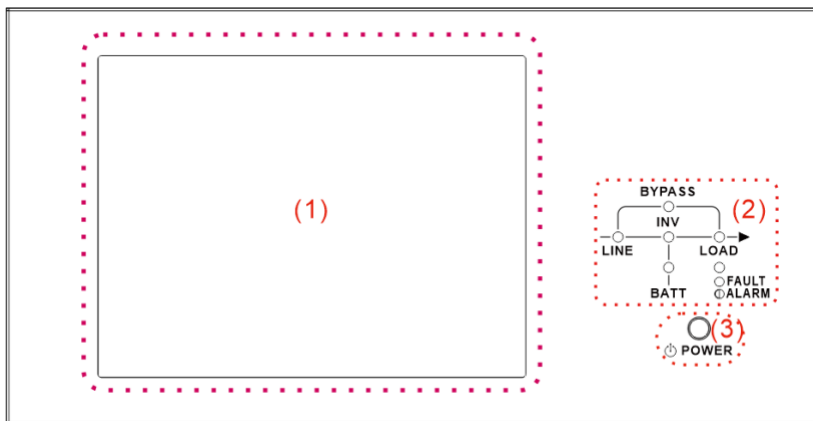 (1)
BYPASS
(2)
INV
LINE
LOAD
FAULT
BATT
ALARM
(3)
POWER